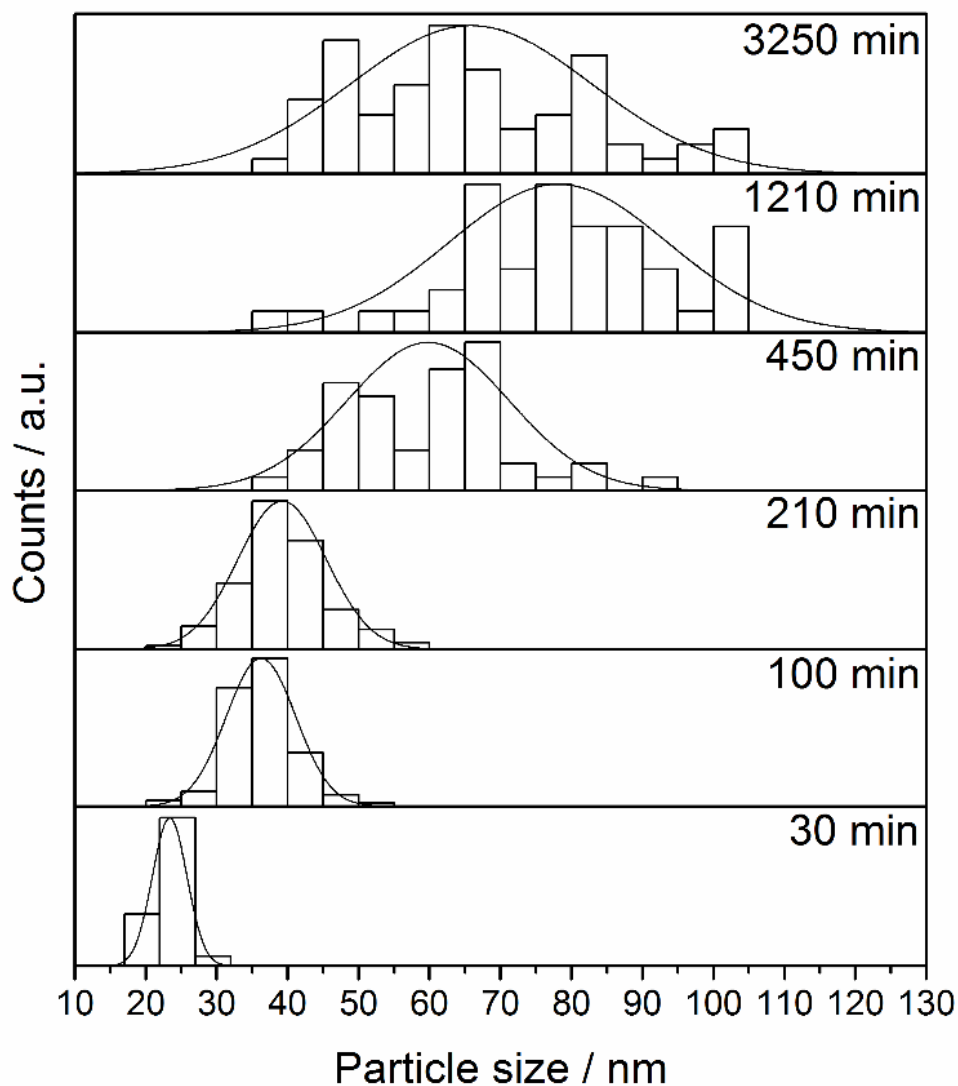 3250 min
1210 min
450 min
210 min
100 min
30 min
Counts / a.u.
10 20 30 40 50 60 70 80 90 100 110 120 130
Particle size / nm